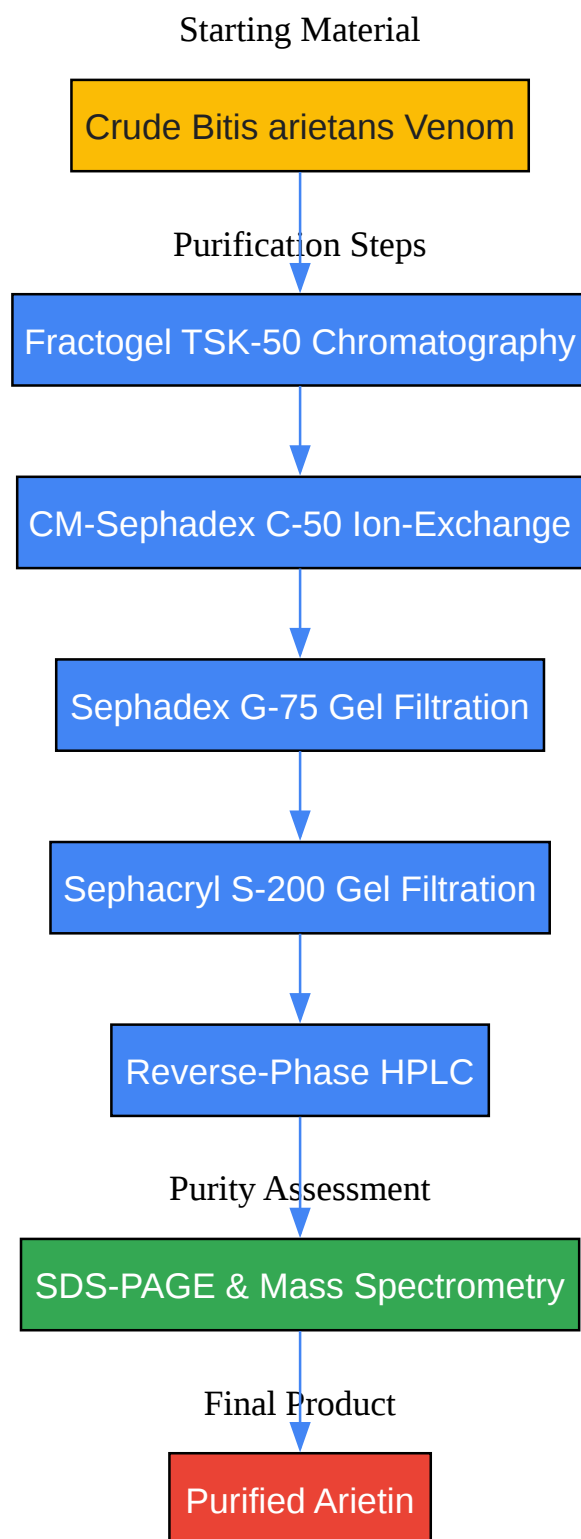 Starting Material
Crude Bitis arietans Venom
Purification Steps
Fractogel TSK-50 Chromatography
CM-Sephadex C-50 Ion-Exchange
Sephadex G-75 Gel Filtration
Sephacryl S-200 Gel Filtration
Reverse-Phase HPLC
Purity Assessment
SDS-PAGE & Mass Spectrometry
Final Product
Purified Arietin